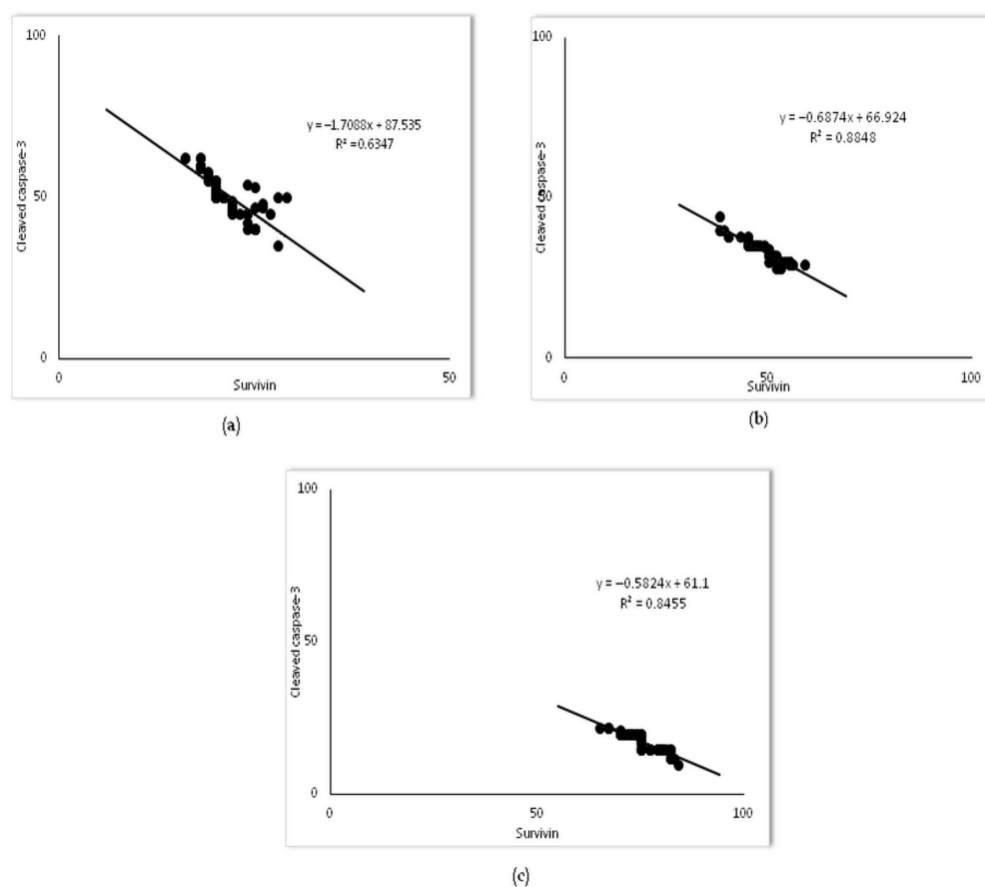 100
Cleaved caspase-3
50
0
y = −1.7088x + 87.535
R² = 0.6347
0
50
Survivin
(a)
100
Cleaved caspase-3
50
0
y = −0.6874x + 66.924
R² = 0.8848
0
50
100
Survivin
(b)
100
Cleaved caspase-3
50
0
y = −0.5824x + 61.1
R² = 0.8455
0
50
100
Survivin
(c)